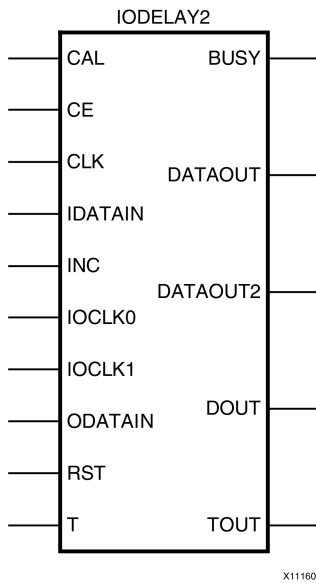 IODELAY2
CAL BUSY
CE
CLK
DATAOUT
IDATAIN
INC
DATAOUT2
IOCLK0
IOCLK1
DOUT
ODATAIN
RST
T TOUT
X11160